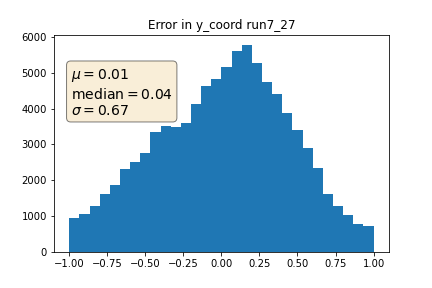 Error in y_coord run7_27
6000
5000
4000
3000
2000
1000
0
μ = 0.01
median = 0.04
σ = 0.67
−1.00 −0.75 −0.50 −0.25 0.00 0.25 0.50 0.75 1.00